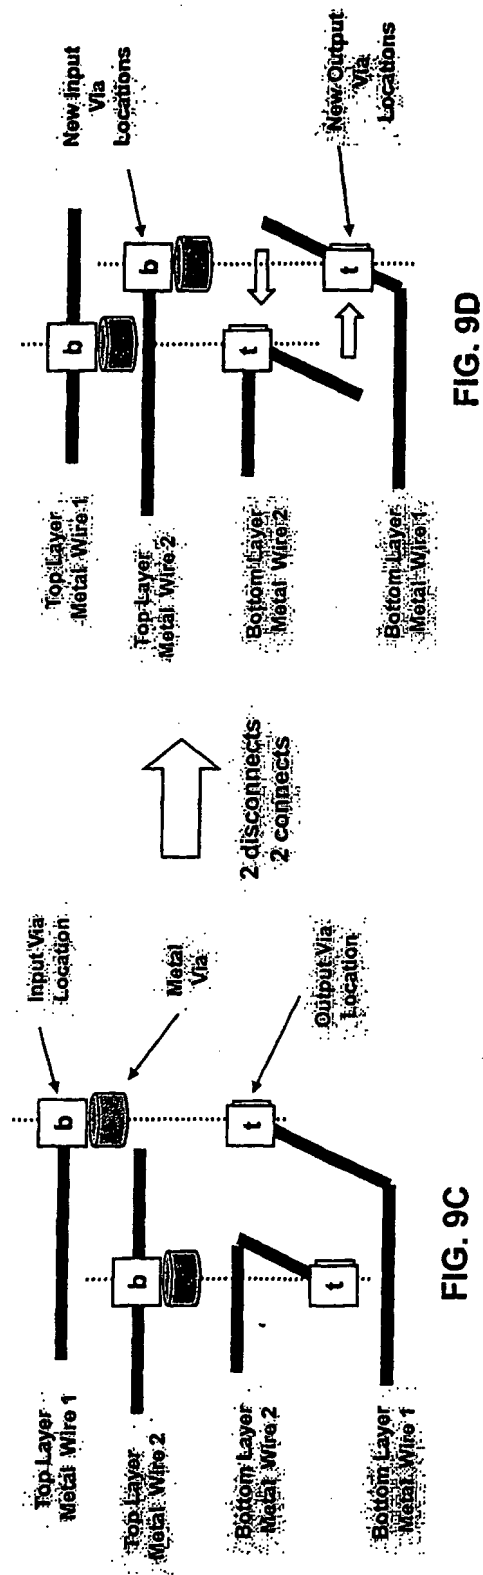 Top Layer
Metal Wire 1
Top Layer
Metal Wire 2
Bottom Layer
Metal Wire 2
Bottom Layer
Metal Wire 1
Input Via
Location
Metal
Via
Output Via
Location
b
b
t
t
FIG. 9C
2 disconnects
2 connects
Top Layer
Metal Wire 1
Top Layer
Metal Wire 2
Bottom Layer
Metal Wire 2
Bottom Layer
Metal Wire 1
New Input
Via
Locations
New Output
Via
Locations
b
b
t
t
FIG. 9D